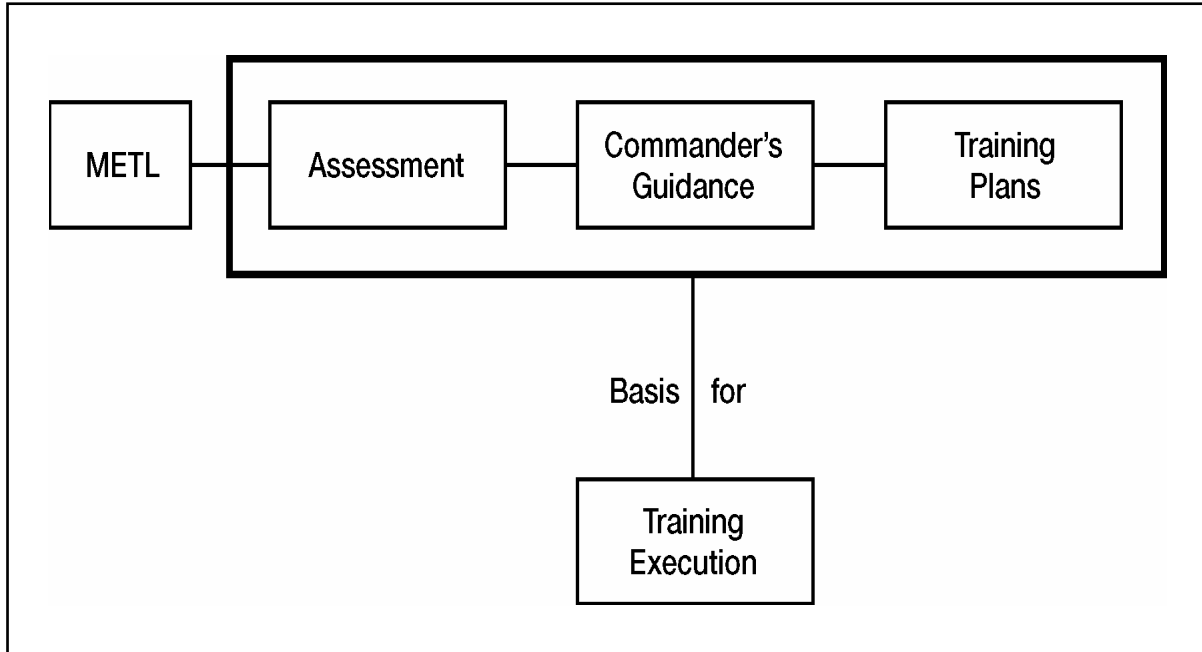 METL
Assessment
Commander's
Guidance
Training
Plans
Basis for
Training
Execution